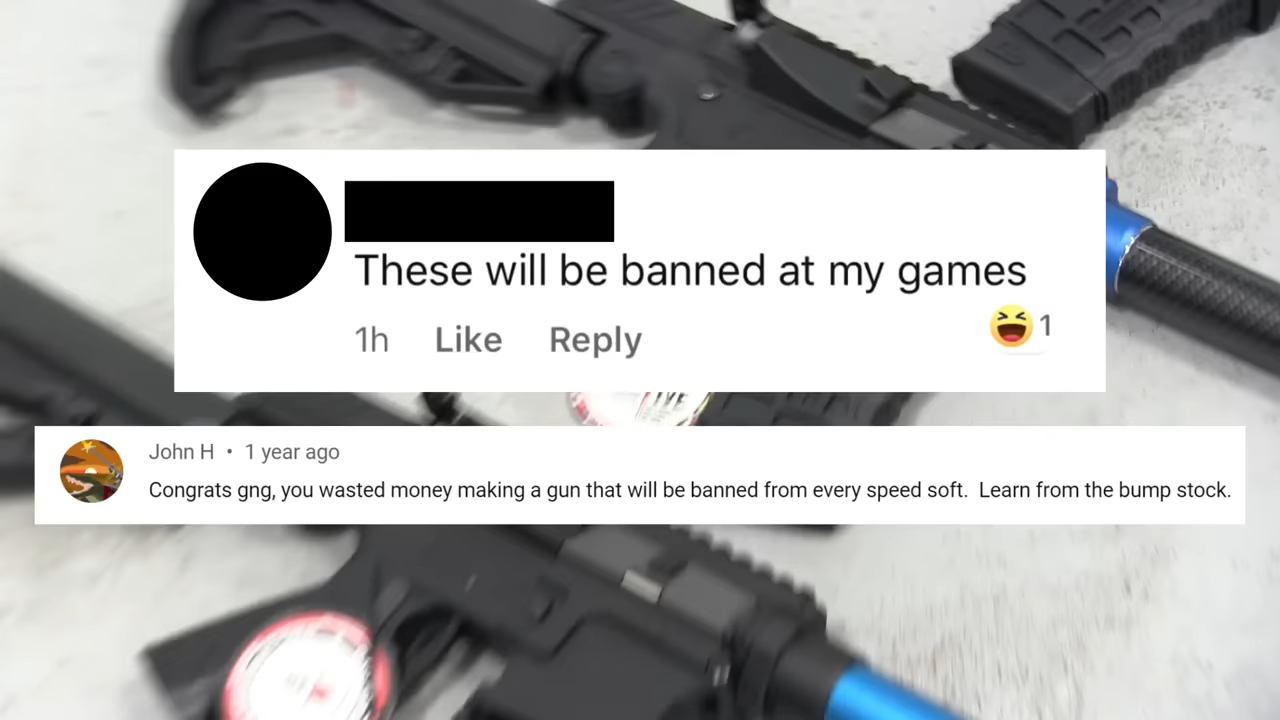 These will be banned at my games
1h Like Reply 1
John H • 1 year ago
Congrats gng, you wasted money making a gun that will be banned from every speed soft. Learn from the bump stock.